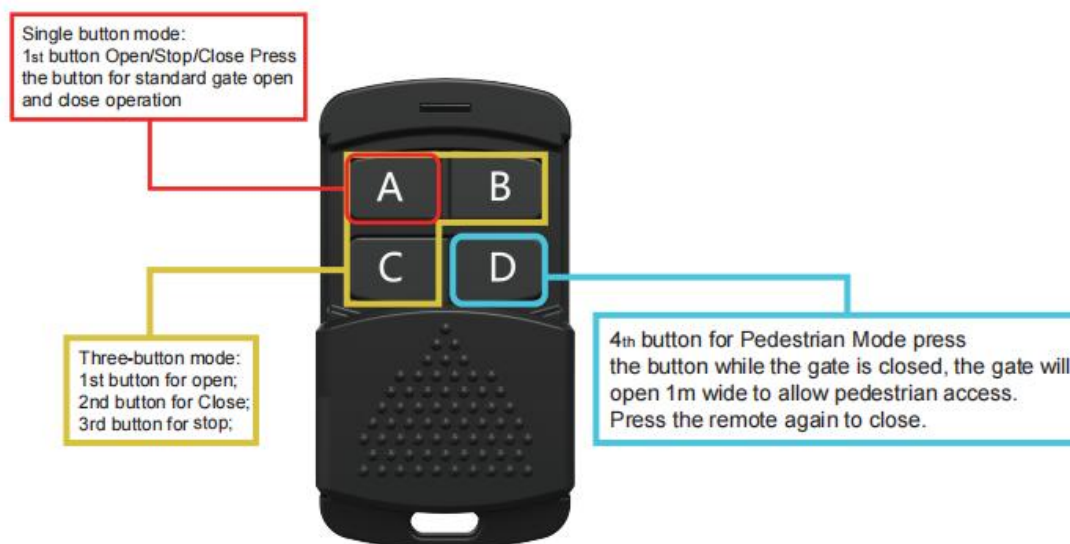 Single button mode:
1st button Open/Stop/Close Press
the button for standard gate open
and close operation
A
B
C
D
Three-button mode:
1st button for open;
2nd button for Close;
3rd button for stop;
4th button for Pedestrian Mode press
the button while the gate is closed, the gate will
open 1m wide to allow pedestrian access.
Press the remote again to close.